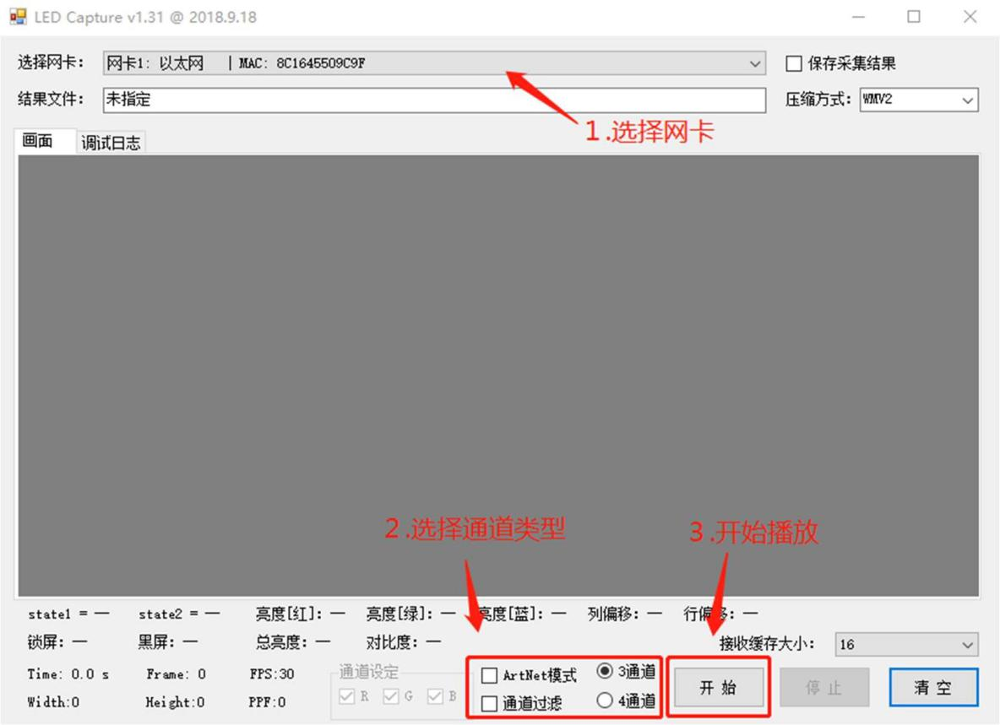 LED Capture v1.31 @ 2018.9.18
选择网卡： 网卡1: 以太网 | MAC: 8C1645509C9F 保存采集结果
结果文件： 未指定 压缩方式： WMV2
1.选择网卡
画面 调试日志
2.选择通道类型 3.开始播放
state1 = — state2 = — 亮度[红]: — 亮度[绿]: — 亮度[蓝]: — 列偏移: — 行偏移: —
锁屏: — 黑屏: — 总亮度: — 对比度: — 接收缓存大小： 16
Time: 0.0 s Frame: 0 FPS:30 通道设定 ArtNet模式 3通道
Width:0 Height:0 PPF:0 R G B 通道过滤 4通道 开 始 停 止 清 空